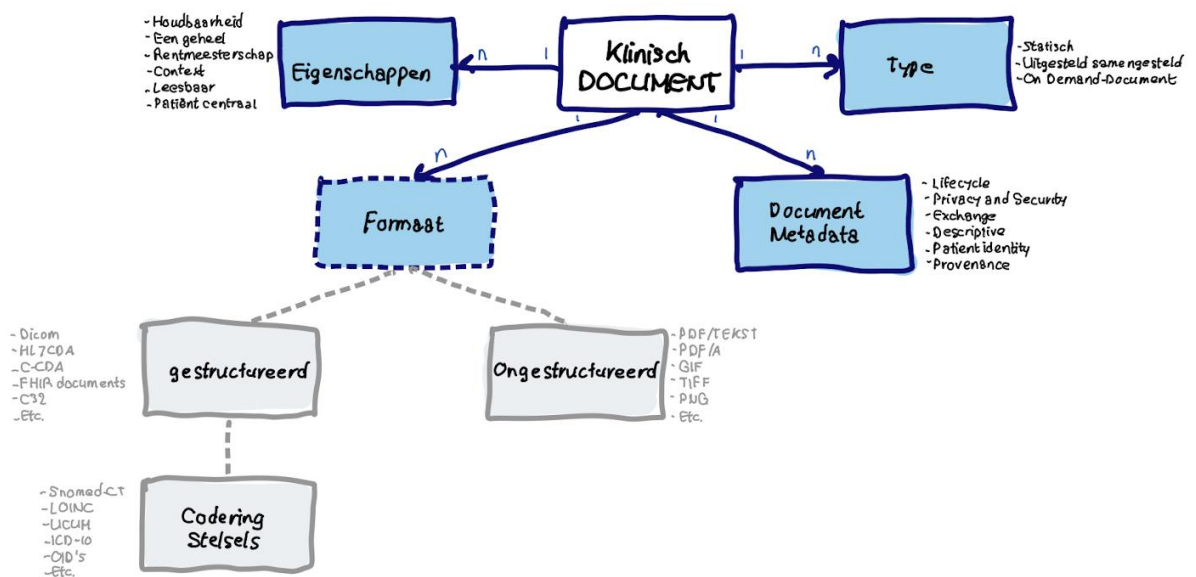 - Houdbaarheid
- Een geheel
- Rentmeesterschap
- Context
- Leesbaar
- Patiënt centraal
Eigenschappen
n
1
Klinisch
DOCUMENT
1
n
Type
- Statisch
- Uitgesteld samengesteld
- On Demand-Document
1
n
Formaat
1
n
Document
Metadata
- Lifecycle
- Privacy and Security
- Exchange
- Descriptive
- Patient identity
- Provenance
- Dicom
- HL7CDA
- C-CDA
- FHIR documents
- C32
- Etc.
gestructureerd
Ongestructureerd
- PDF/TEKST
- PDF/A
- GIF
- TIFF
- PNG
- Etc.
- Snomed-CT
- LOINC
- UCUM
- ICD-10
- OID's
- Etc.
Codering
Stelsels